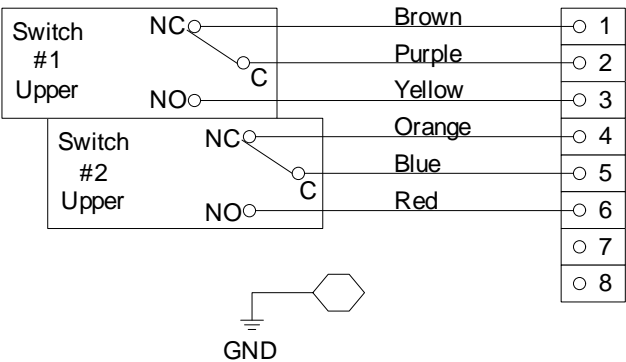 Switch
#1
Upper
NC
C
NO
Brown
Purple
Yellow
1
2
3
Switch
#2
Upper
NC
C
NO
Orange
Blue
Red
4
5
6
7
8
GND